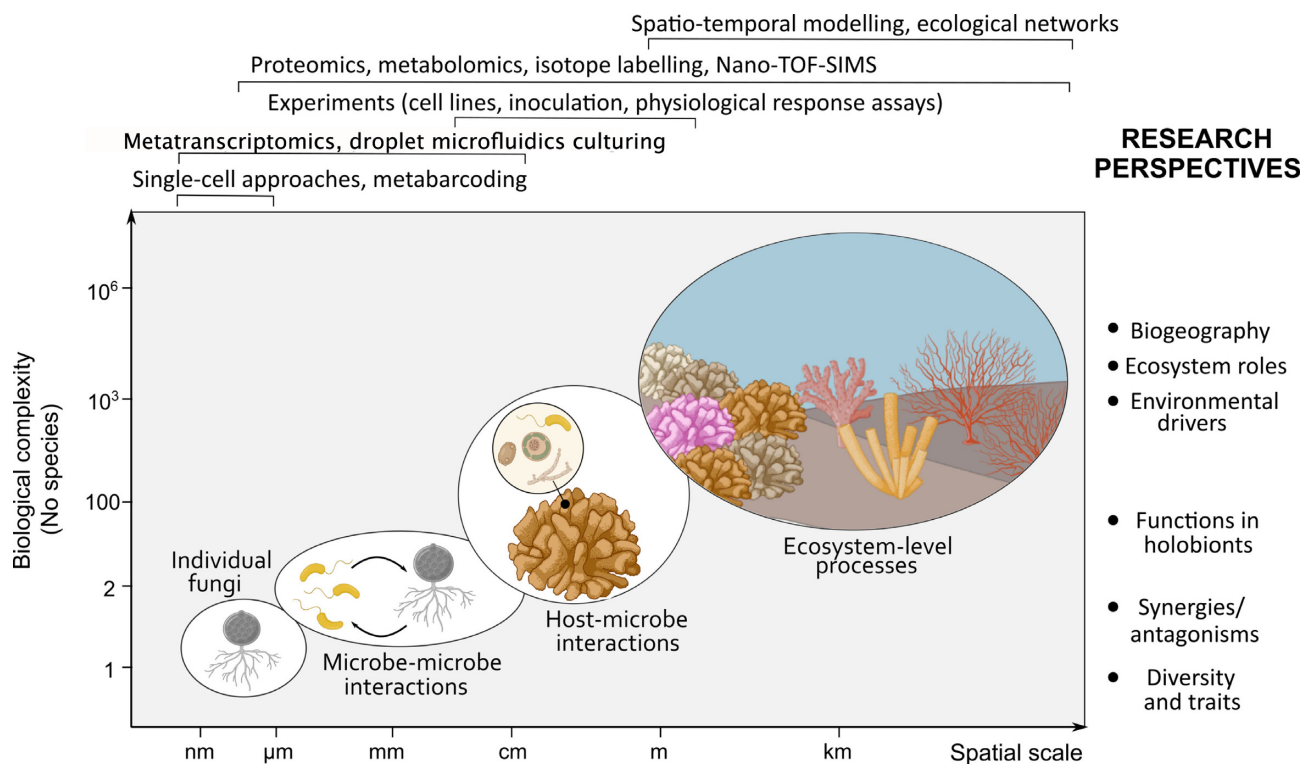 Spatio-temporal modelling, ecological networks
Proteomics, metabolomics, isotope labelling, Nano-TOF-SIMS
Experiments (cell lines, inoculation, physiological response assays)
Metatranscriptomics, droplet microfluidics culturing
Single-cell approaches, metabarcoding
RESEARCH
PERSPECTIVES
Biological complexity
(No species)
10⁶
10³
100
2
1
Individual
fungi
Microbe-microbe
interactions
Host-microbe
interactions
Ecosystem-level
processes
• Biogeography
• Ecosystem roles
• Environmental
drivers
• Functions in
holobionts
• Synergies/
antagonisms
• Diversity
and traits
nm
μm
mm
cm
m
km
Spatial scale